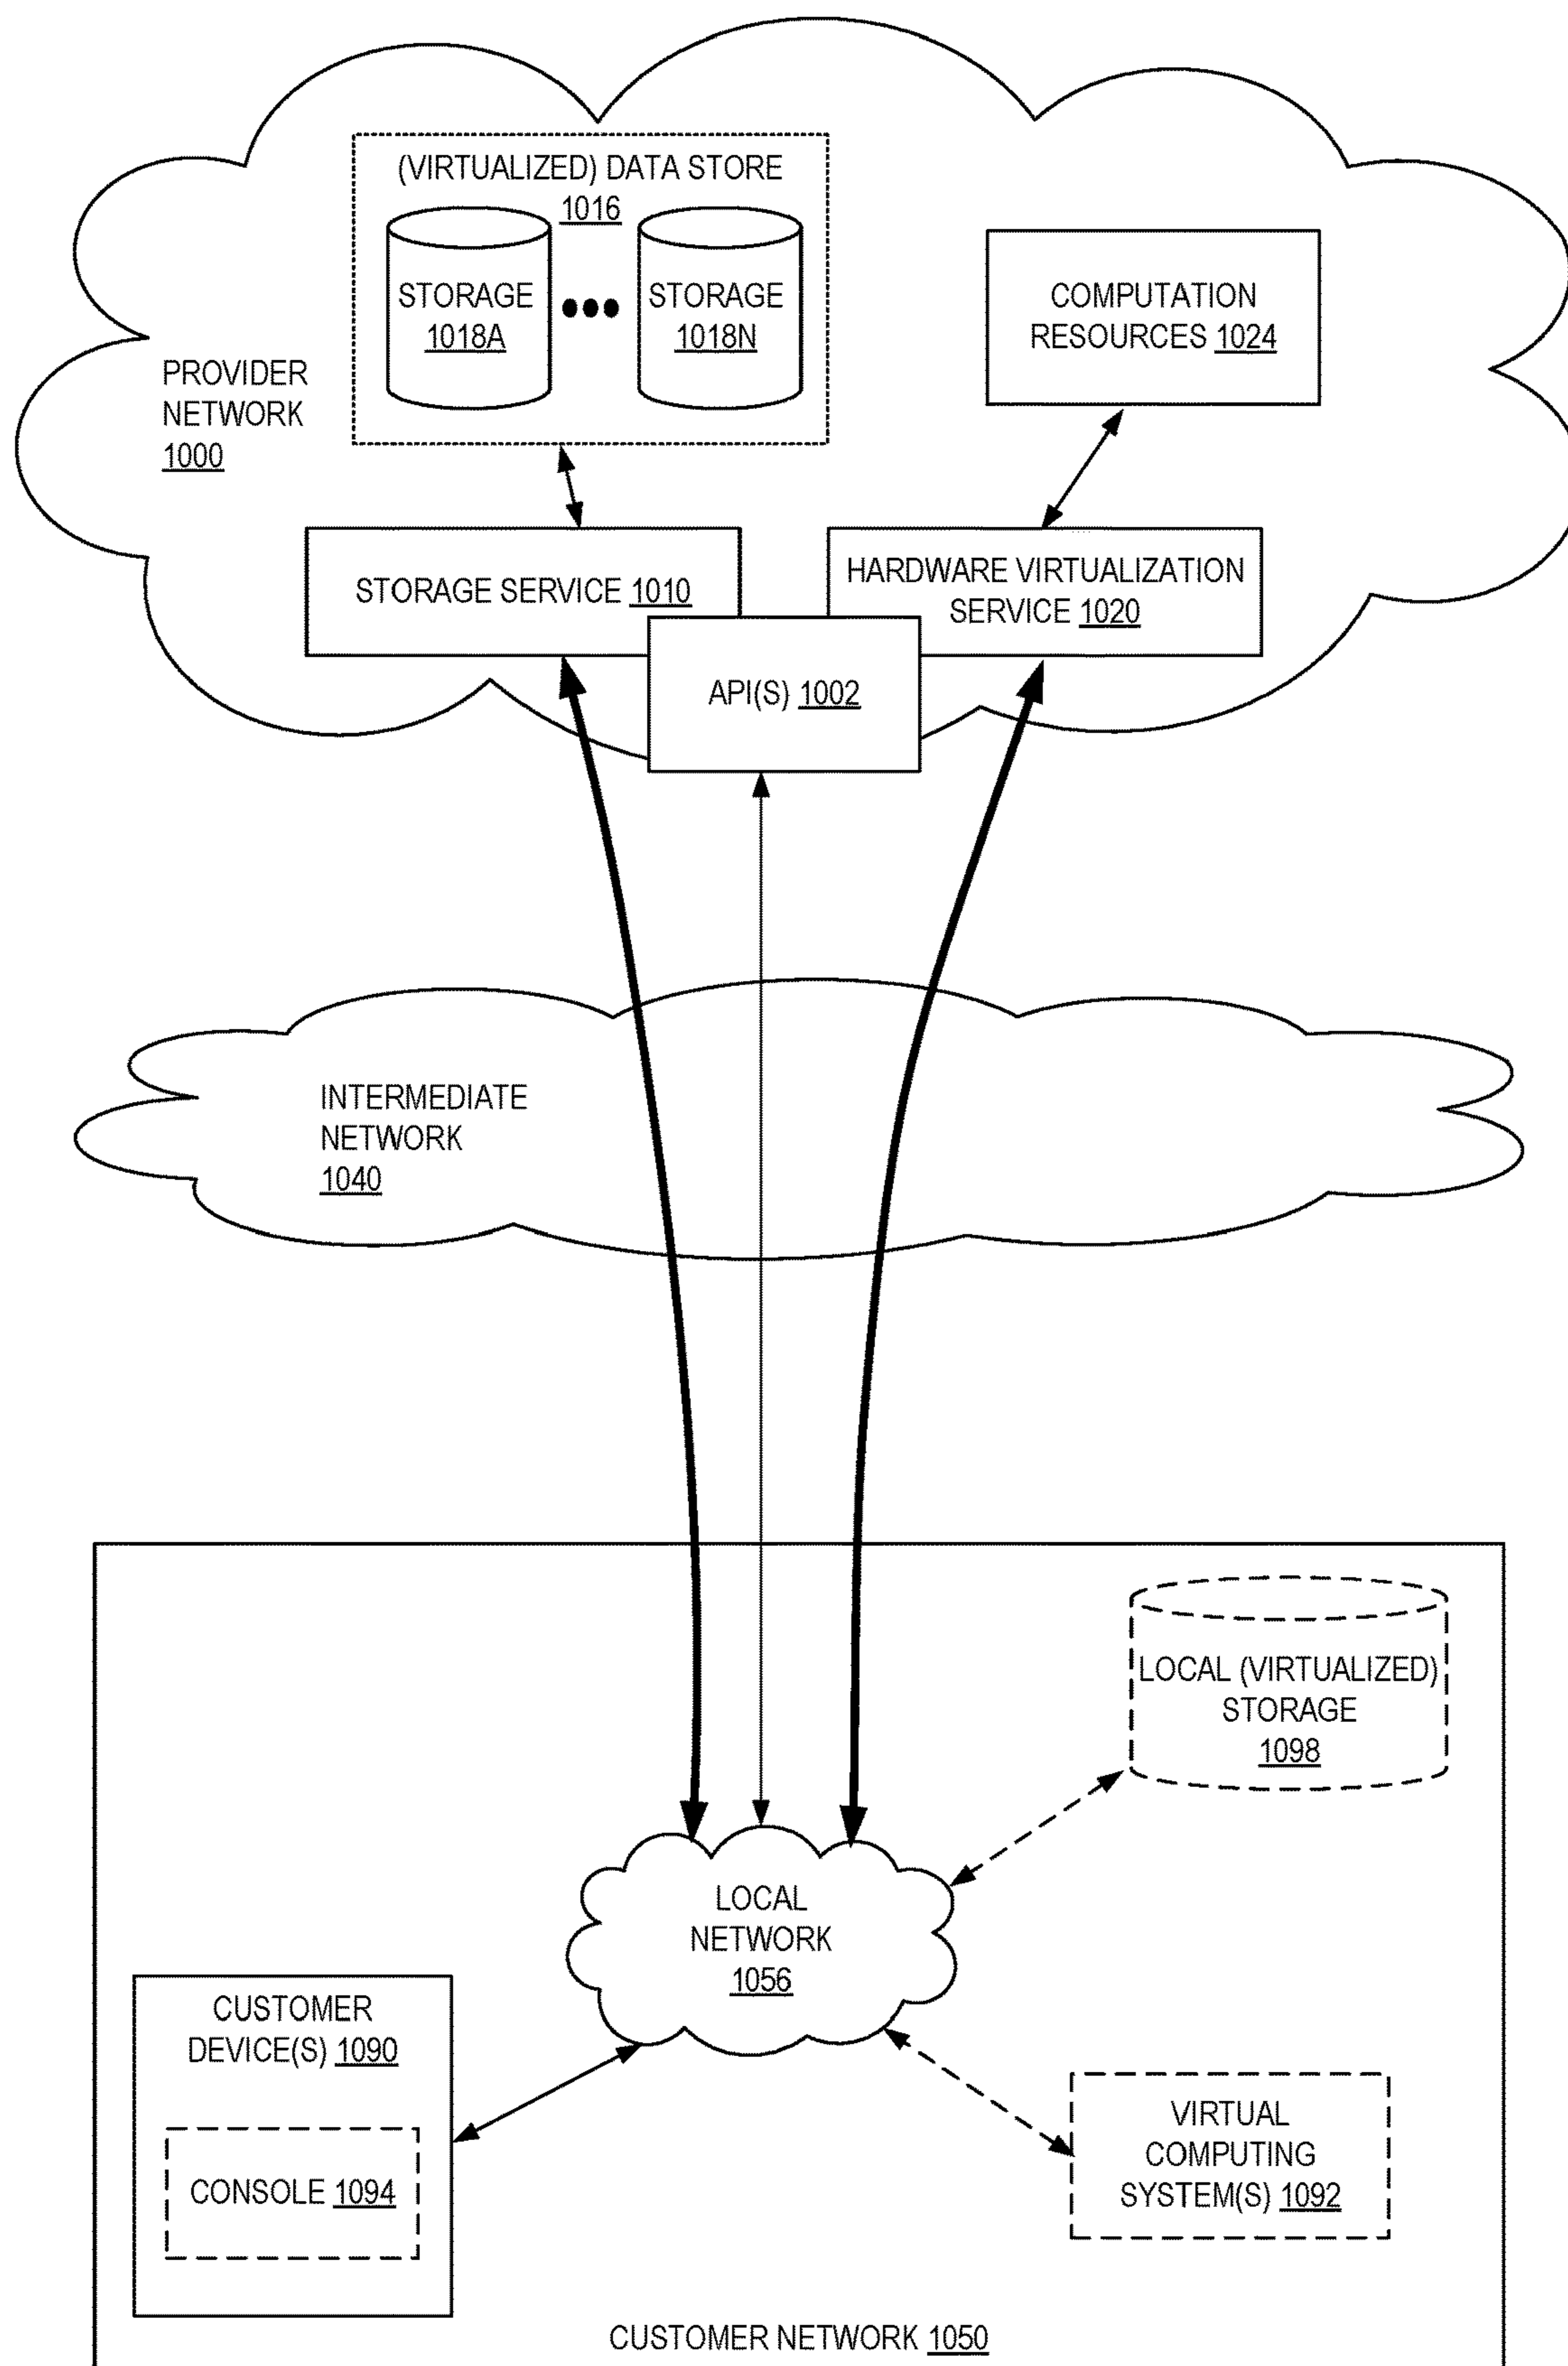 (VIRTUALIZED) DATA STORE
1016
STORAGE
1018A
STORAGE
1018N
COMPUTATION
RESOURCES 1024
PROVIDER
NETWORK
1000
STORAGE SERVICE 1010
HARDWARE VIRTUALIZATION
SERVICE 1020
API(S) 1002
INTERMEDIATE
NETWORK
1040
LOCAL (VIRTUALIZED)
STORAGE
1098
LOCAL
NETWORK
1056
CUSTOMER
DEVICE(S) 1090
CONSOLE 1094
VIRTUAL
COMPUTING
SYSTEM(S) 1092
CUSTOMER NETWORK 1050